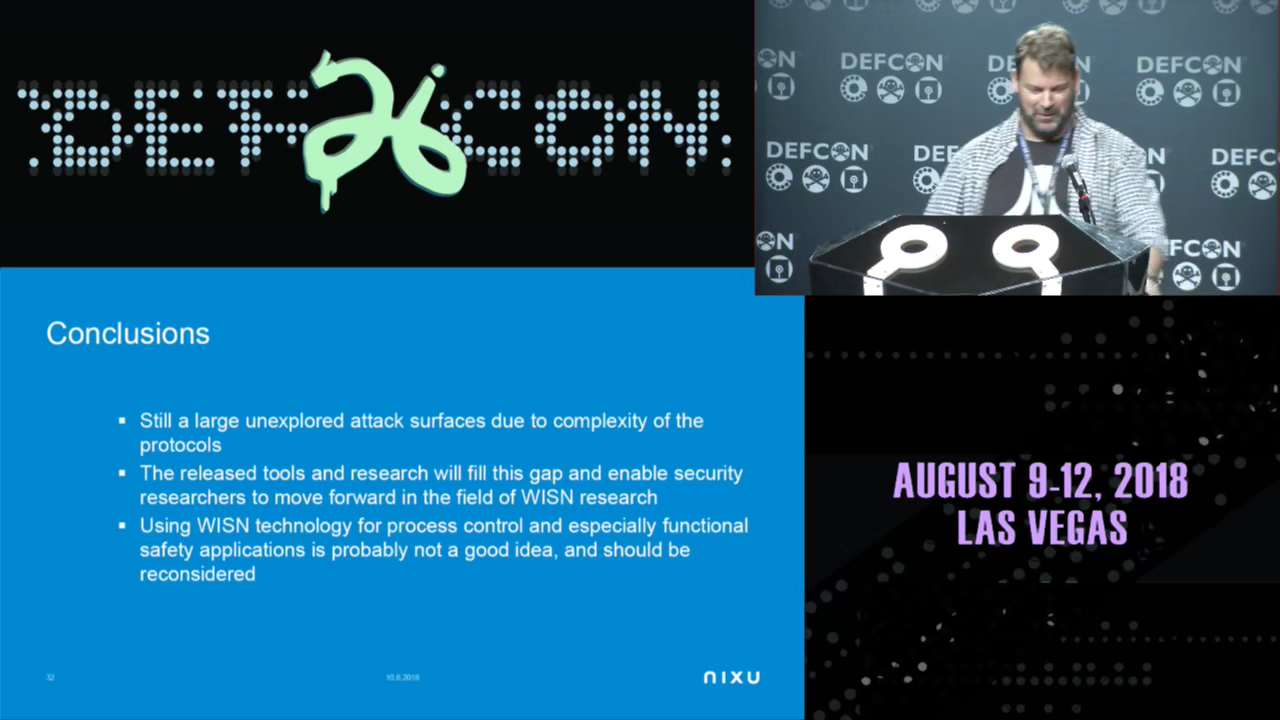 DEFCON
26
DEFCON
DEFCON
DEFCON
DEFCON
Conclusions
▪ Still a large unexplored attack surfaces due to complexity of the
protocols
▪ The released tools and research will fill this gap and enable security
researchers to move forward in the field of WISN research
▪ Using WISN technology for process control and especially functional
safety applications is probably not a good idea, and should be
reconsidered
32
10.8.2018
nixu
AUGUST 9-12, 2018
LAS VEGAS